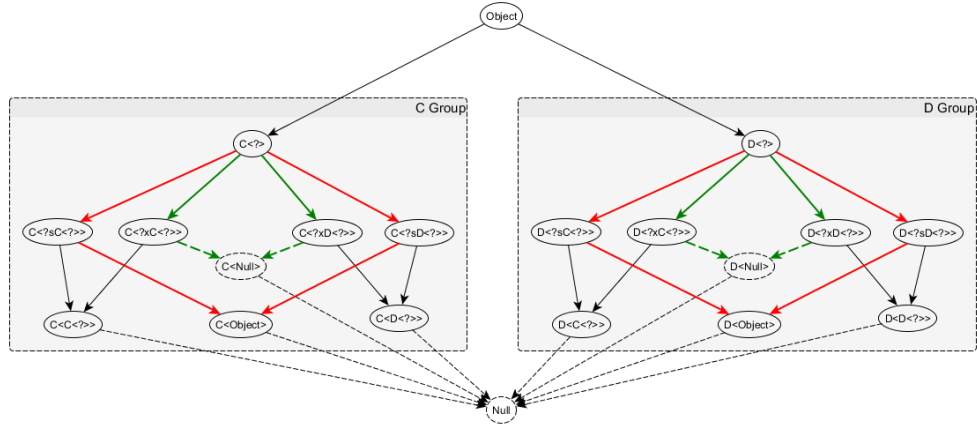 Object
C Group
D Group
C<?>
D<?>
C<?sC<?>>
C<?xC<?>>
C<?xD<?>>
C<?sD<?>>
D<?sC<?>>
D<?xC<?>>
D<?xD<?>>
D<?sD<?>>
C<Null>
D<Null>
C<C<?>>
C<Object>
C<D<?>>
D<C<?>>
D<Object>
D<D<?>>
Null